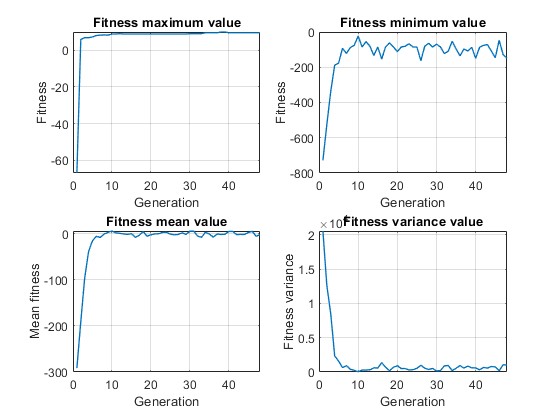 Fitness maximum value
0
-20
-40
-60
Fitness
0 10 20 30 40
Generation
Fitness minimum value
0
-200
-400
-600
-800
Fitness
0 10 20 30 40
Generation
Fitness mean value
0
-100
-200
-300
Mean fitness
0 10 20 30 40
Generation
Fitness variance value
×10
2
1.5
1
0.5
0
Fitness variance
0 10 20 30 40
Generation